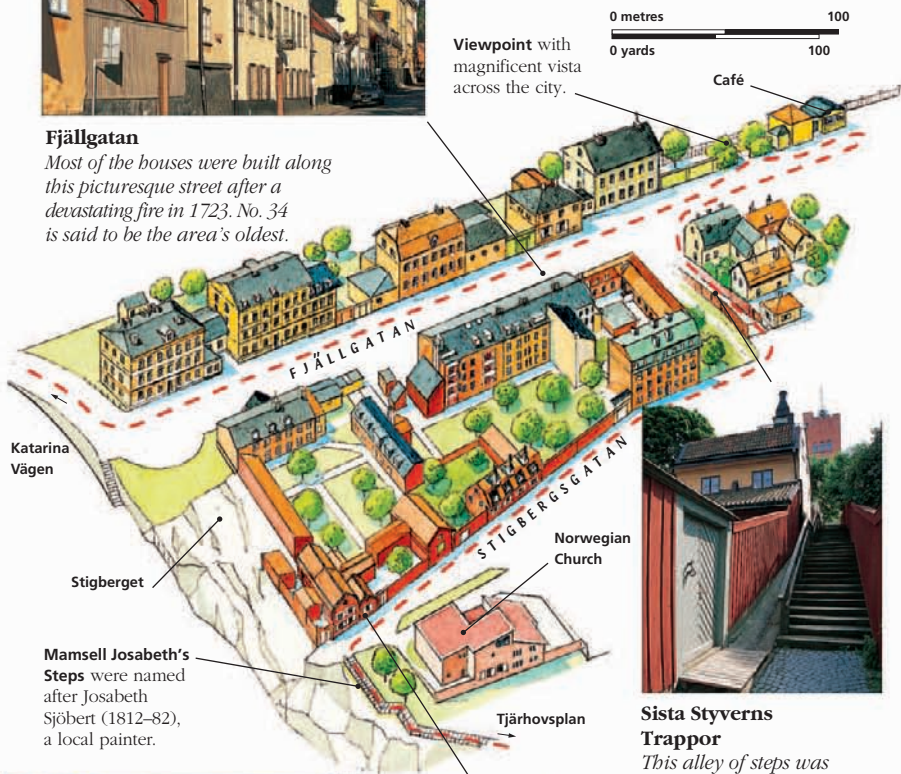 0 metres 100
0 yards 100
Viewpoint with
magnificent vista
across the city.
Café
Fjällgatan
Most of the houses were built along
this picturesque street after a
devastating fire in 1723. No. 34
is said to be the area's oldest.
FJÄLLGATAN
Katarina
Vägen
STIGBERGSGATAN
Norwegian
Church
Stigberget
Mamsell Josabeth's
Steps were named
after Josabeth
Sjöbert (1812–82),
a local painter.
Tjärhovsplan
Sista Styverns
Trappor
This alley of steps was